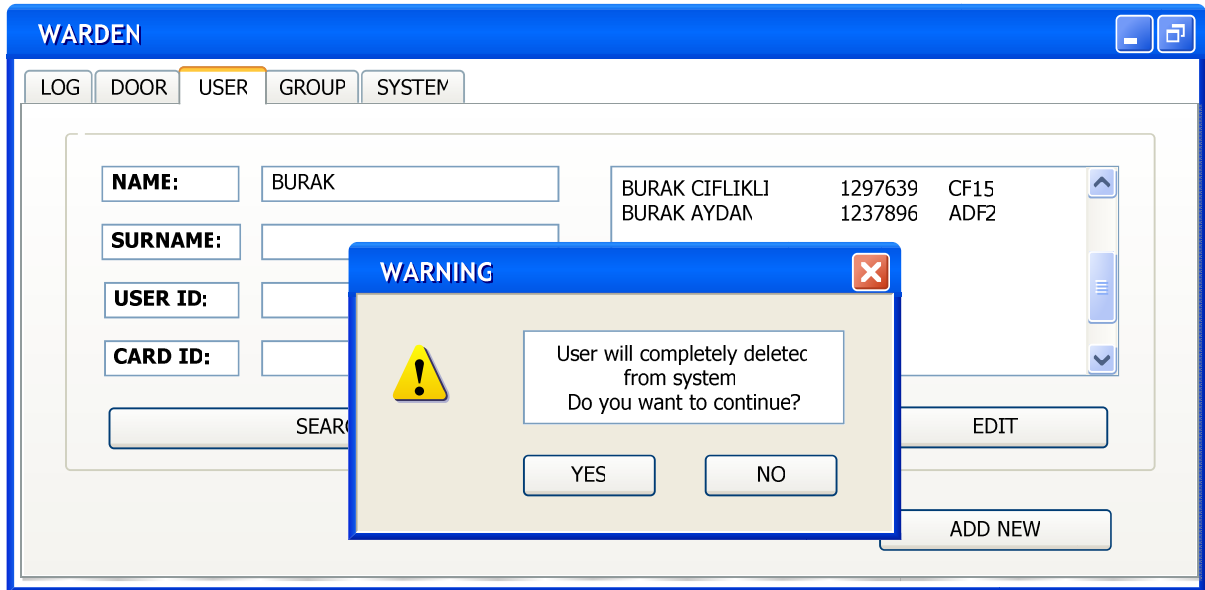 WARDEN
LOG DOOR USER GROUP SYSTEM
NAME: BURAK
SURNAME:
USER ID:
CARD ID:
BURAK CIFLIKLI 1297639 CF15
BURAK AYDAN 1237896 ADF2
WARNING
User will completely deleted
from system
Do you want to continue?
YES NO
EDIT
ADD NEW